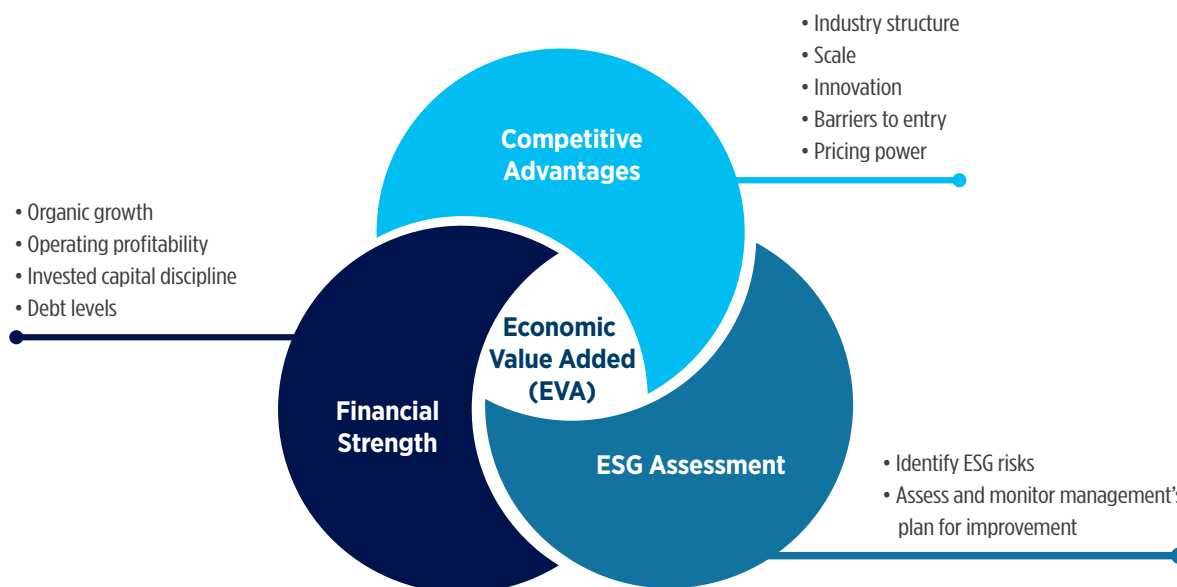 • Industry structure
• Scale
• Innovation
• Barriers to entry
• Pricing power
Competitive
Advantages
• Organic growth
• Operating profitability
• Invested capital discipline
• Debt levels
Economic
Value Added
(EVA)
Financial
Strength
ESG Assessment
• Identify ESG risks
• Assess and monitor management's
plan for improvement